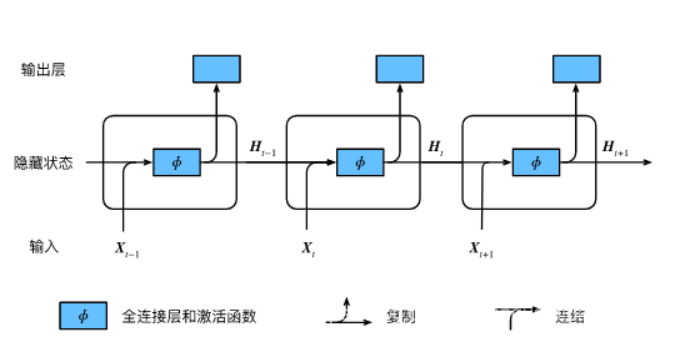 输出层
隐藏状态
ϕ
H_{t-1}
ϕ
H_t
ϕ
H_{t+1}
输入
X_{t-1}
X_t
X_{t+1}
ϕ
全连接层和激活函数
复制
连结